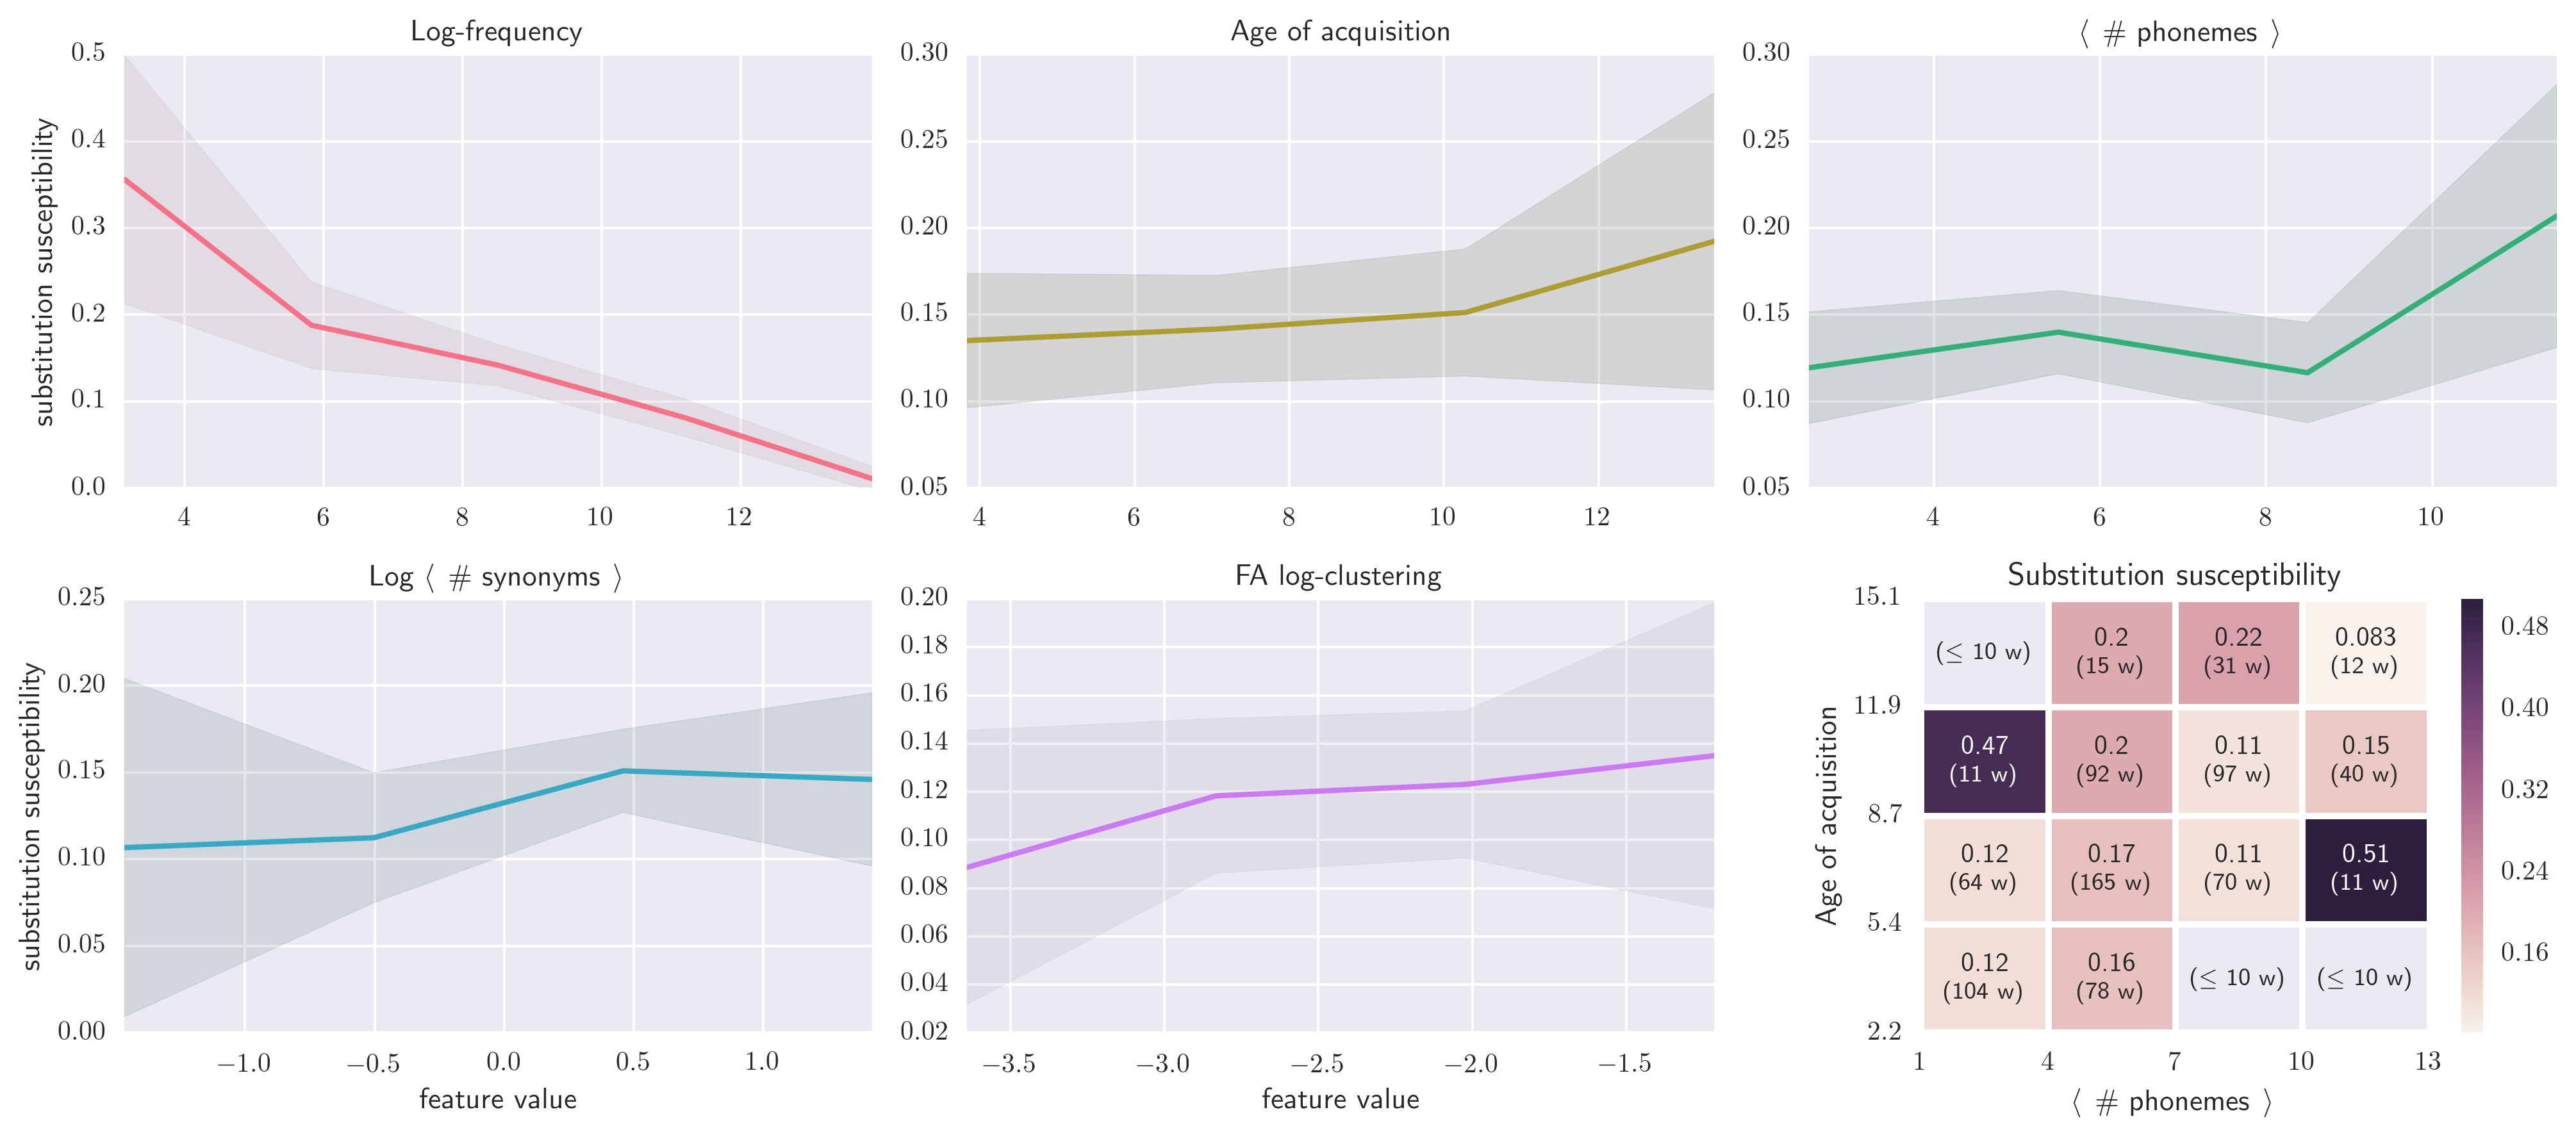 Log-frequency
0.5
0.4
0.3
0.2
0.1
0.0
substitution susceptibility
4 6 8 10 12
Age of acquisition
0.30
0.25
0.20
0.15
0.10
0.05
4 6 8 10 12
⟨ # phonemes ⟩
0.30
0.25
0.20
0.15
0.10
0.05
4 6 8 10
Log ⟨ # synonyms ⟩
0.25
0.20
0.15
0.10
0.05
0.00
substitution susceptibility
−1.0 −0.5 0.0 0.5 1.0
feature value
FA log-clustering
0.20
0.18
0.16
0.14
0.12
0.10
0.08
0.06
0.04
0.02
−3.5 −3.0 −2.5 −2.0 −1.5
feature value
Substitution susceptibility
15.1
11.9
8.7
5.4
2.2
Age of acquisition
(≤ 10 w) 0.2 0.22 0.083
(15 w) (31 w) (12 w)
0.47 0.2 0.11 0.15
(11 w) (92 w) (97 w) (40 w)
0.12 0.17 0.11 0.51
(64 w) (165 w) (70 w) (11 w)
0.12 0.16 (≤ 10 w) (≤ 10 w)
(104 w) (78 w)
1 4 7 10 13
⟨ # phonemes ⟩
0.48
0.40
0.32
0.24
0.16